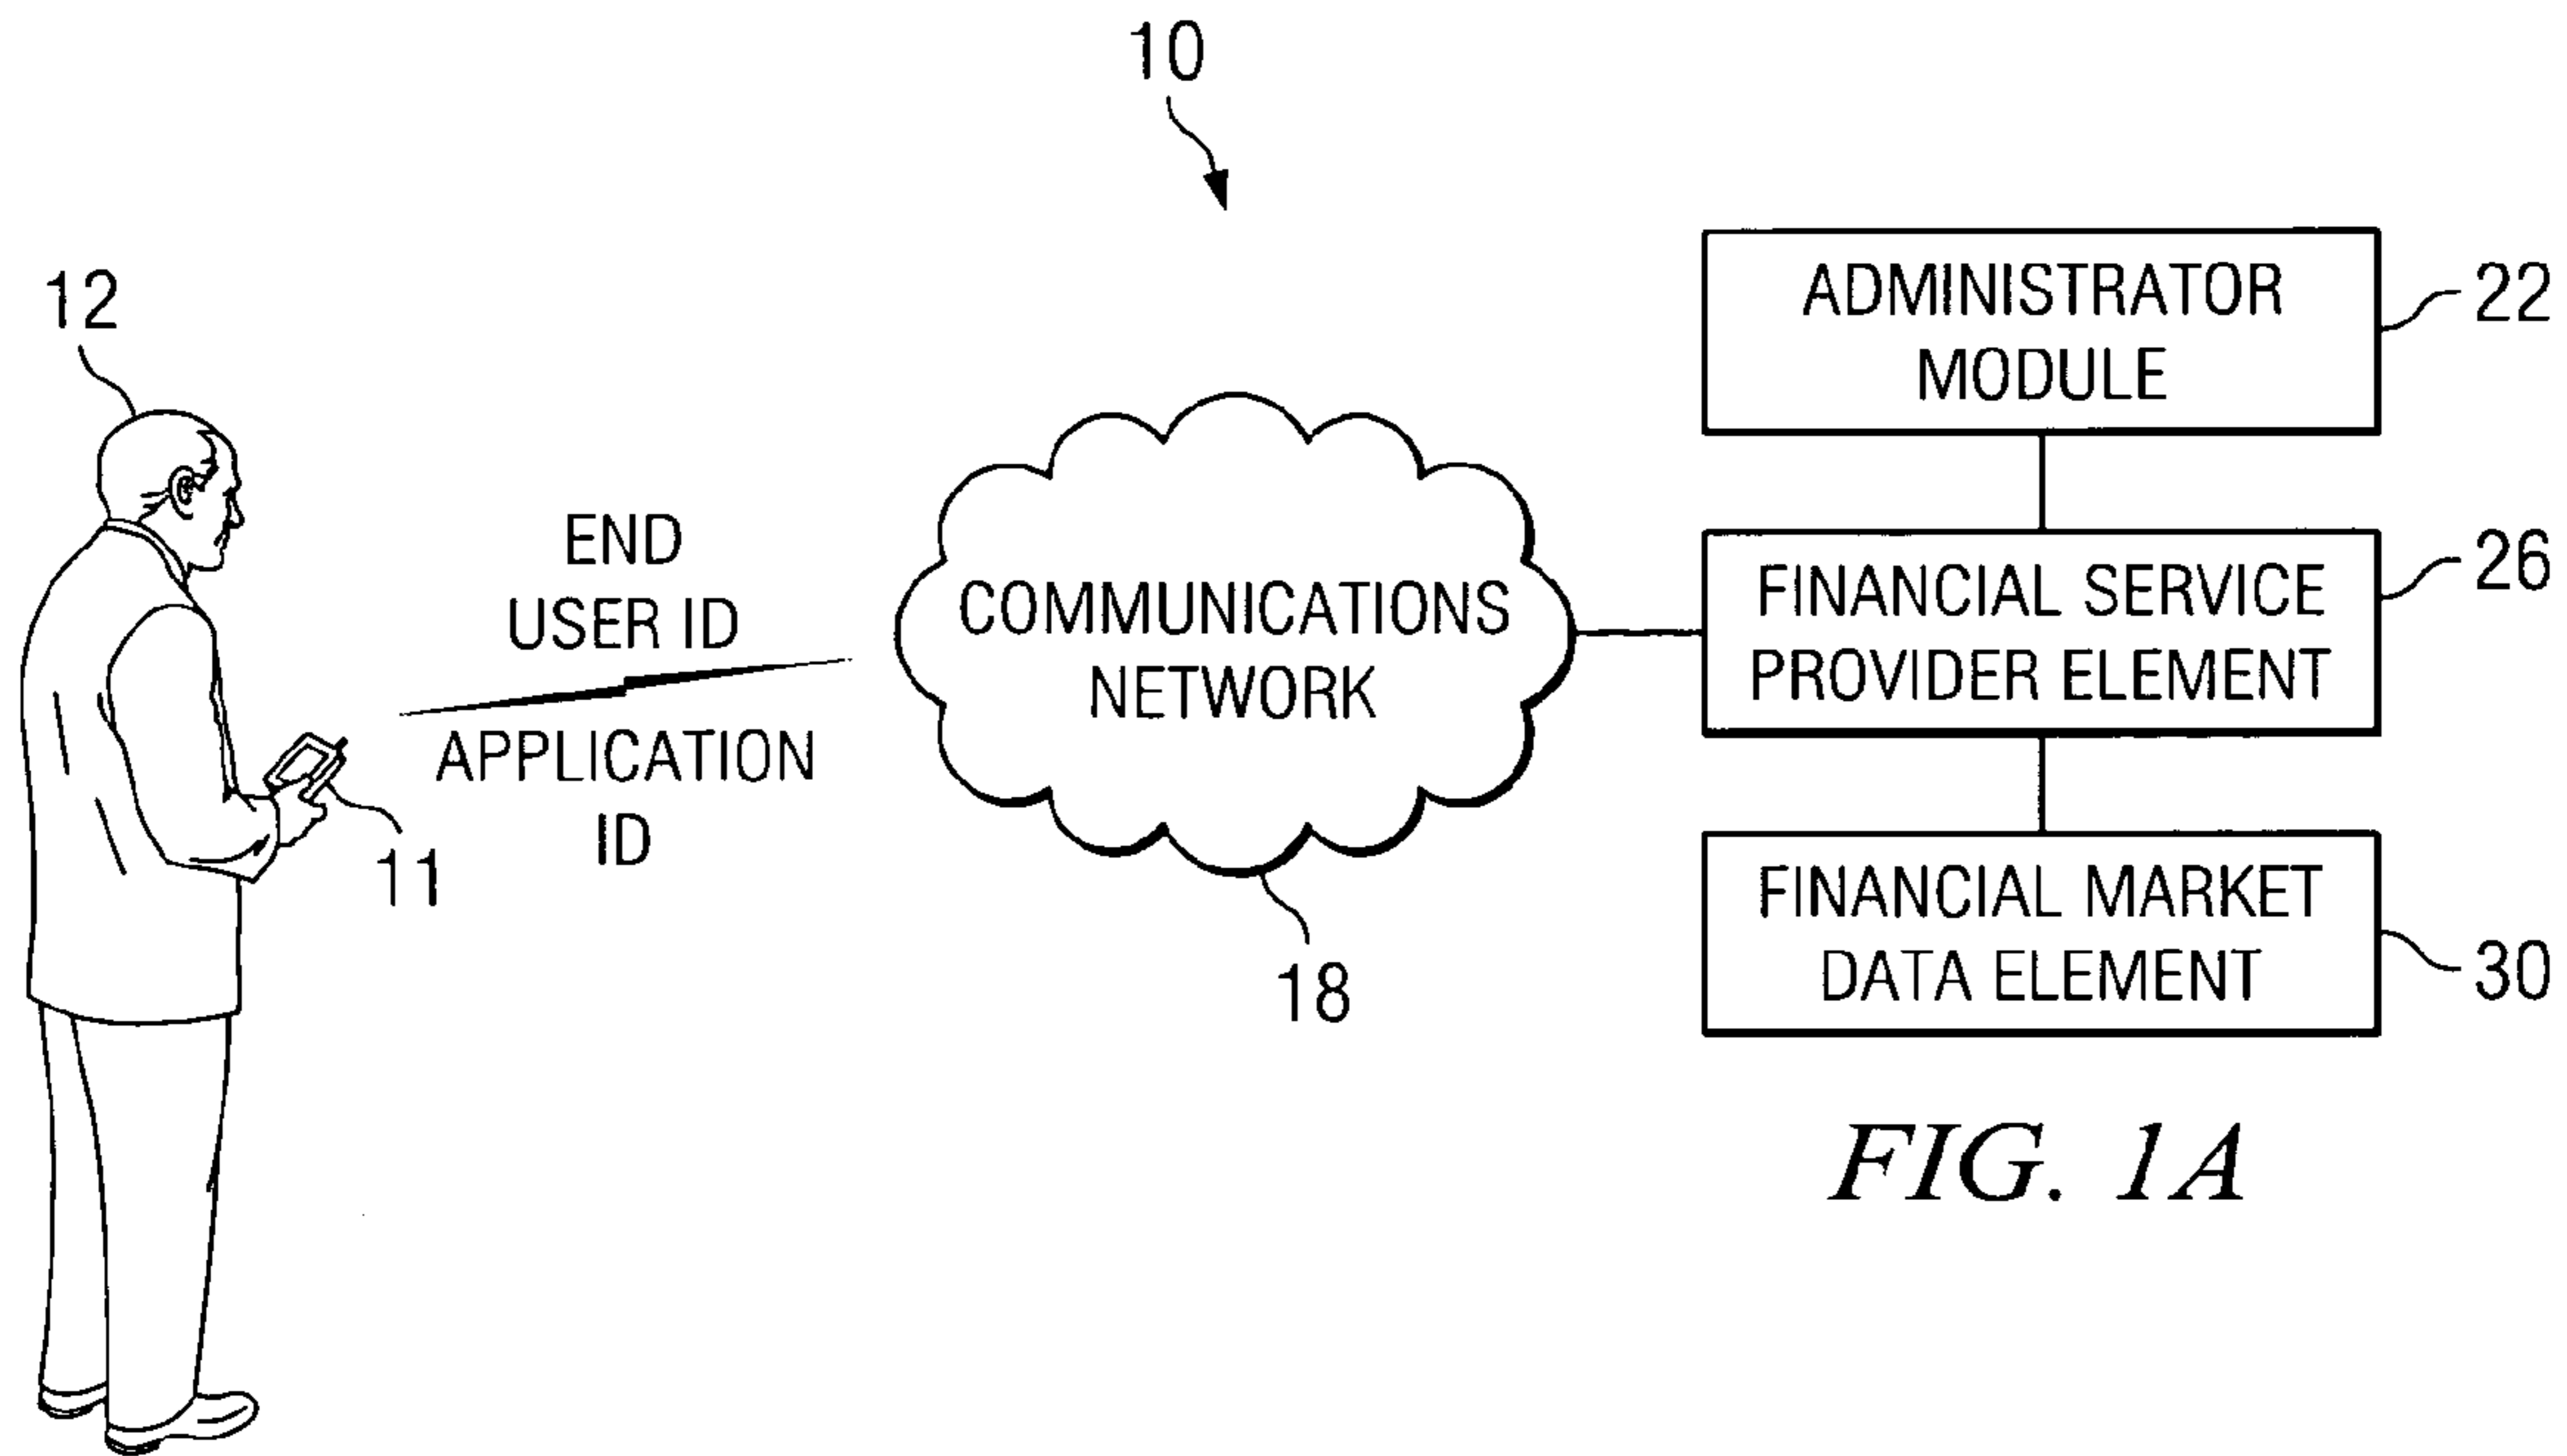 10
12
END
USER ID
APPLICATION
ID
11
COMMUNICATIONS
NETWORK
18
ADMINISTRATOR
MODULE
22
FINANCIAL SERVICE
PROVIDER ELEMENT
26
FINANCIAL MARKET
DATA ELEMENT
30
FIG. 1A